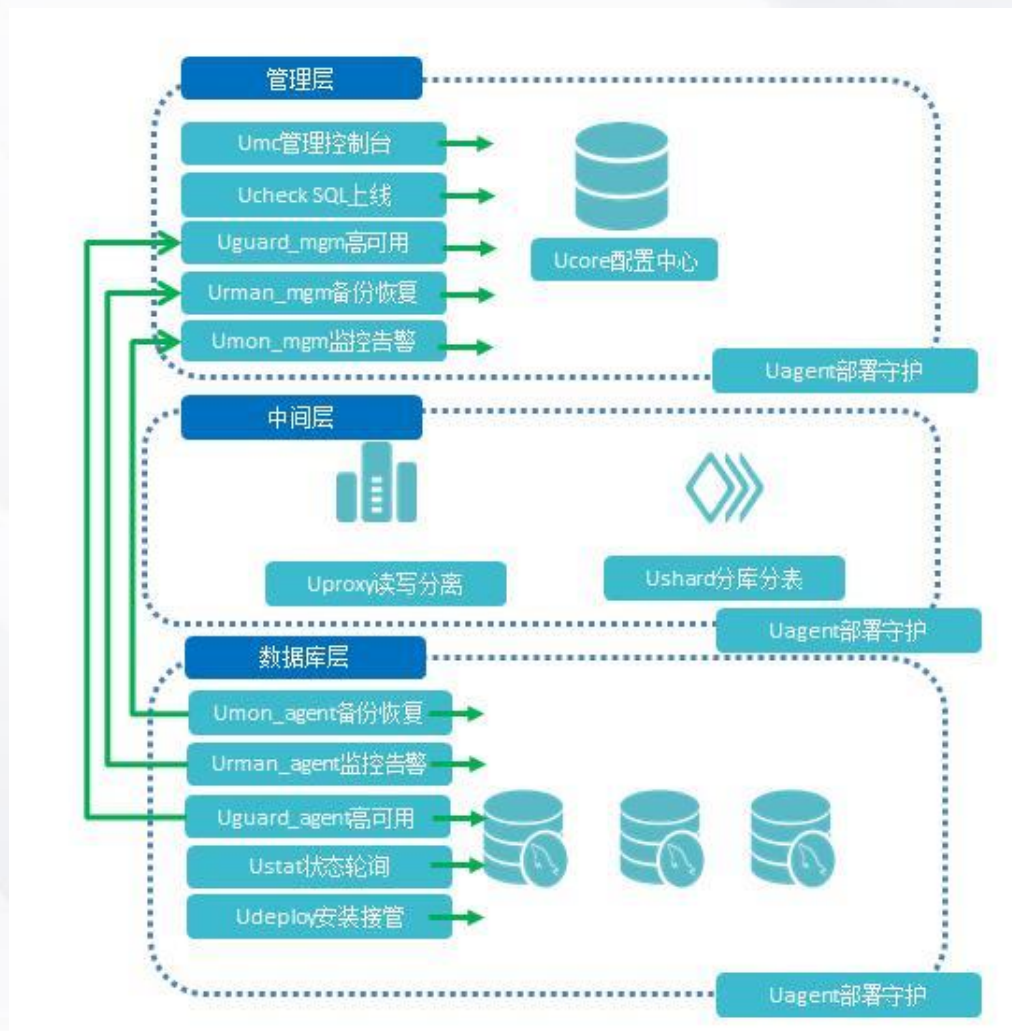 管理层
Umc管理控制台
Ucheck SQL上线
Uguard_mgm高可用
Urman_mgm备份恢复
Umon_mgm监控告警
Ucore配置中心
Uagent部署守护
中间层
Uproxy读写分离
Ushard分库分表
Uagent部署守护
数据库层
Umon_agent备份恢复
Urman_agent监控告警
Uguard_agent高可用
Ustat状态轮询
Udeploy安装接管
Uagent部署守护